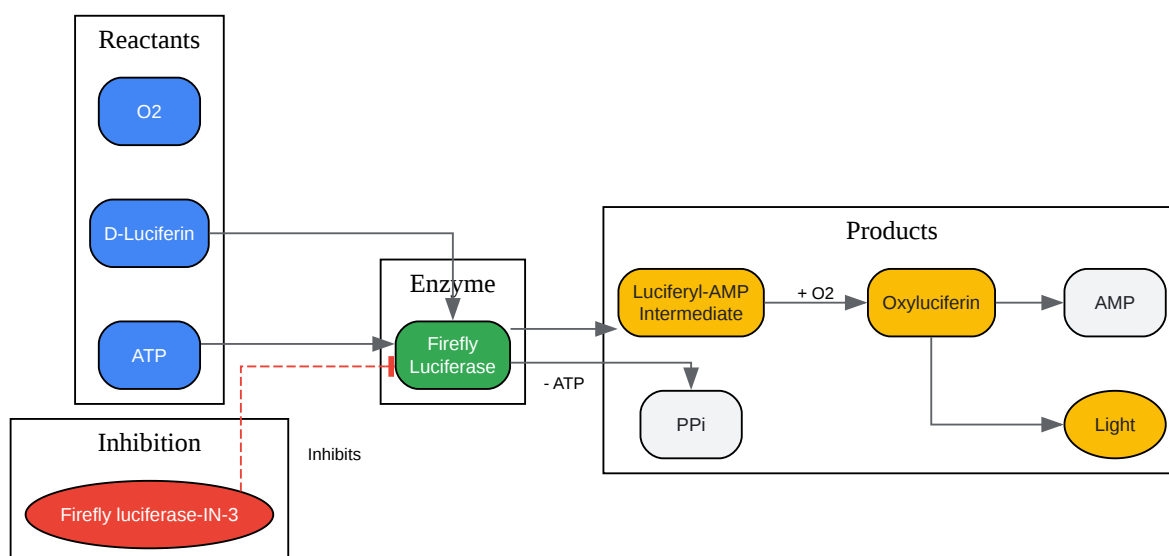 Reactants
O2
D-Luciferin
ATP
Inhibition
Firefly luciferase-IN-3
Inhibits
Enzyme
Firefly
Luciferase
- ATP
Products
Luciferyl-AMP
Intermediate
+ O2
Oxyluciferin
AMP
PPi
Light